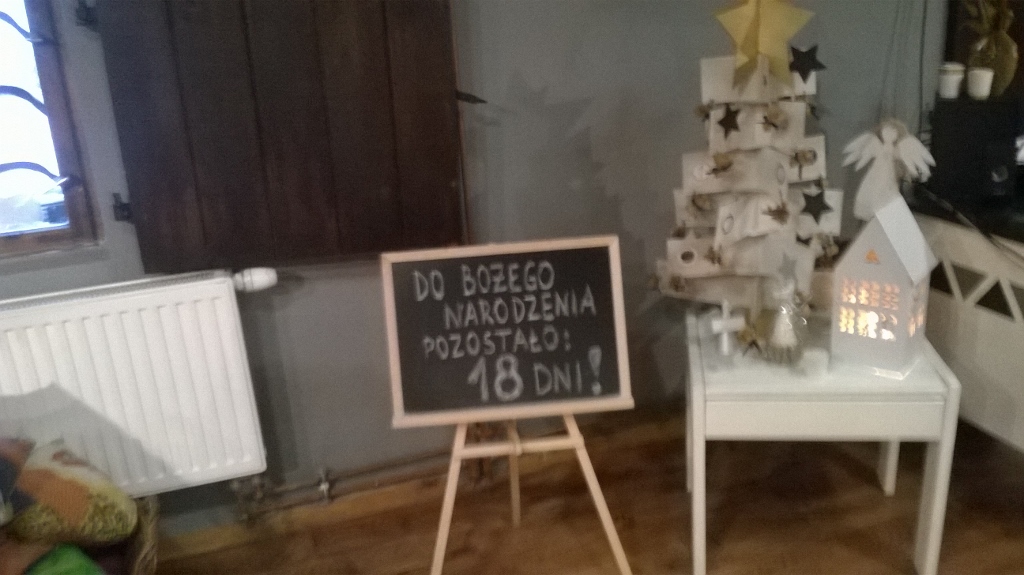 DO BOŻEGO
NARODZENIA
POZOSTAŁO:
18 DNI!